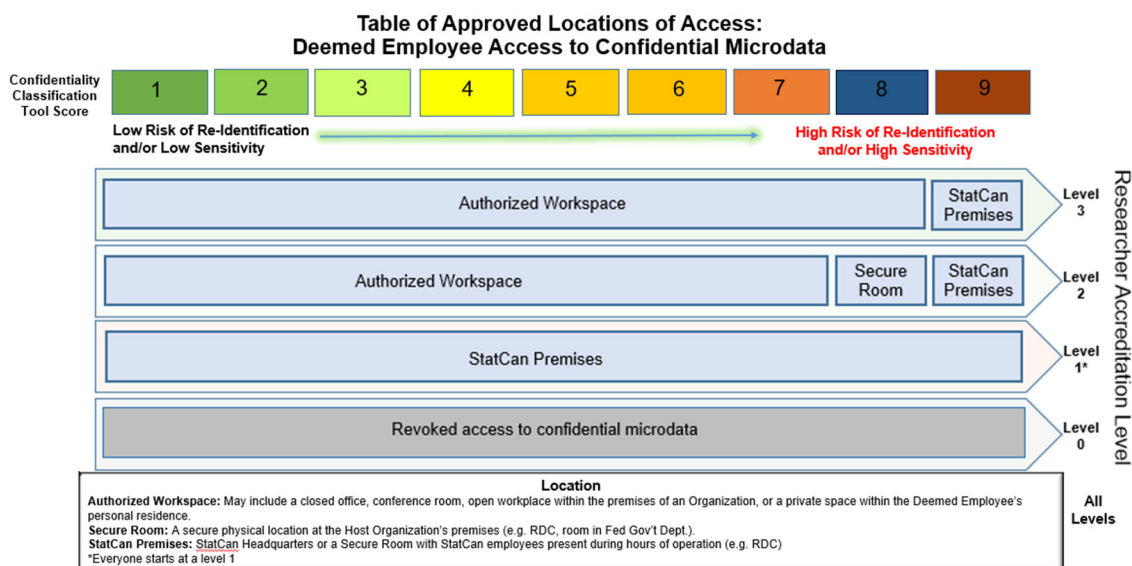 Table of Approved Locations of Access:
Deemed Employee Access to Confidential Microdata
Confidentiality
Classification
Tool Score
1 2 3 4 5 6 7 8 9
Low Risk of Re-Identification
and/or Low Sensitivity
High Risk of Re-Identification
and/or High Sensitivity
Authorized Workspace
StatCan
Premises
Level
3
Authorized Workspace
Secure
Room
StatCan
Premises
Level
2
StatCan Premises
Level
1*
Revoked access to confidential microdata
Level
0
Researcher Accreditation Level
Location
Authorized Workspace: May include a closed office, conference room, open workplace within the premises of an Organization, or a private space within the Deemed Employee's
personal residence.
Secure Room: A secure physical location at the Host Organization's premises (e.g. RDC, room in Fed Gov't Dept.).
StatCan Premises: StatCan Headquarters or a Secure Room with StatCan employees present during hours of operation (e.g. RDC)
*Everyone starts at a level 1
All
Levels